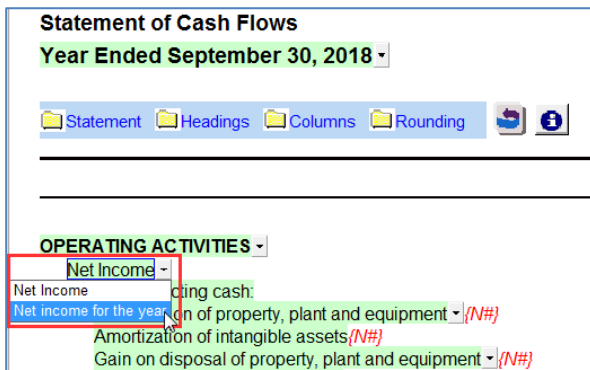 Statement of Cash Flows
Year Ended September 30, 2018
Statement Headings Columns Rounding
OPERATING ACTIVITIES
Net Income
Net Income
cting cash:
Net income for the year
on of property, plant and equipment {N#}
Amortization of intangible assets {N#}
Gain on disposal of property, plant and equipment {N#}